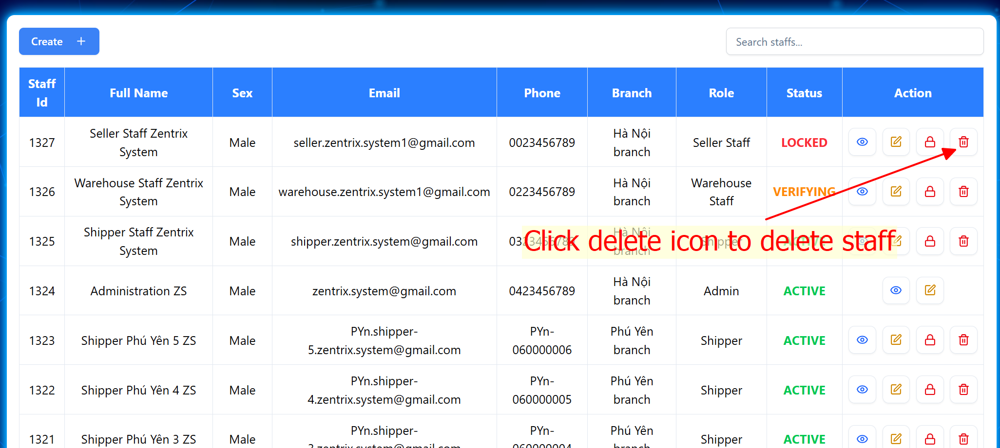 Create +
Search staffs...
Staff Id Full Name Sex Email Phone Branch Role Status Action
1327 Seller Staff Zentrix System Male seller.zentrix.system1@gmail.com 0023456789 Hà Nội branch Seller Staff LOCKED
1326 Warehouse Staff Zentrix System Male warehouse.zentrix.system1@gmail.com 0223456789 Hà Nội branch Warehouse Staff VERIFYING
1325 Shipper Staff Zentrix System Male shipper.zentrix.system@gmail.com 0323456789 Hà Nội branch Shipper ACTIVE
Click delete icon to delete staff
1324 Administration ZS Male zentrix.system@gmail.com 0423456789 Hà Nội branch Admin ACTIVE
1323 Shipper Phú Yên 5 ZS Male PYn.shipper-5.zentrix.system@gmail.com PYn-060000006 Phú Yên branch Shipper ACTIVE
1322 Shipper Phú Yên 4 ZS Male PYn.shipper-4.zentrix.system@gmail.com PYn-060000005 Phú Yên branch Shipper ACTIVE
1321 Shipper Phú Yên 3 ZS Male PYn.shipper- PYn- Phú Yên Shipper ACTIVE